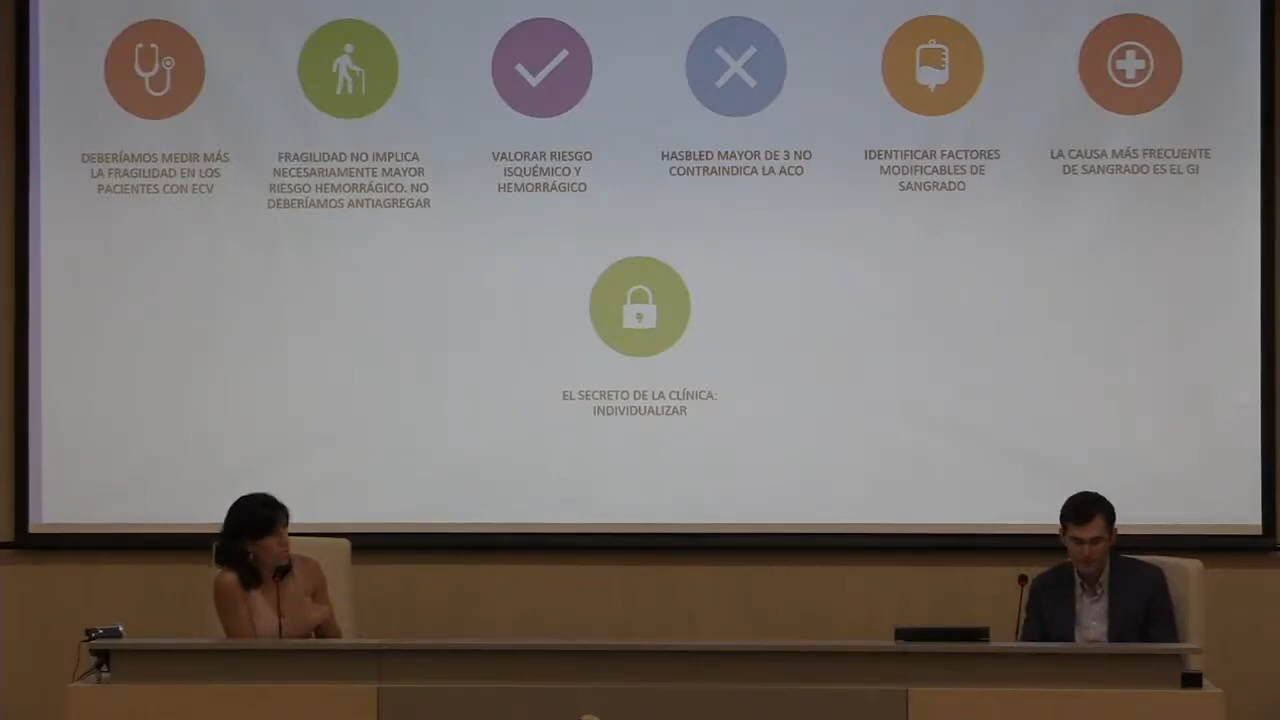 DEBERÍAMOS MEDIR MÁS
LA FRAGILIDAD EN LOS
PACIENTES CON ECV
FRAGILIDAD NO IMPLICA
NECESARIAMENTE MAYOR
RIESGO HEMORRÁGICO. NO
DEBERÍAMOS ANTIAGREGAR
VALORAR RIESGO
ISQUÉMICO Y
HEMORRÁGICO
HASBLED MAYOR DE 3 NO
CONTRAINDICA LA ACO
IDENTIFICAR FACTORES
MODIFICABLES DE
SANGRADO
LA CAUSA MÁS FRECUENTE
DE SANGRADO ES EL GI
EL SECRETO DE LA CLÍNICA:
INDIVIDUALIZAR